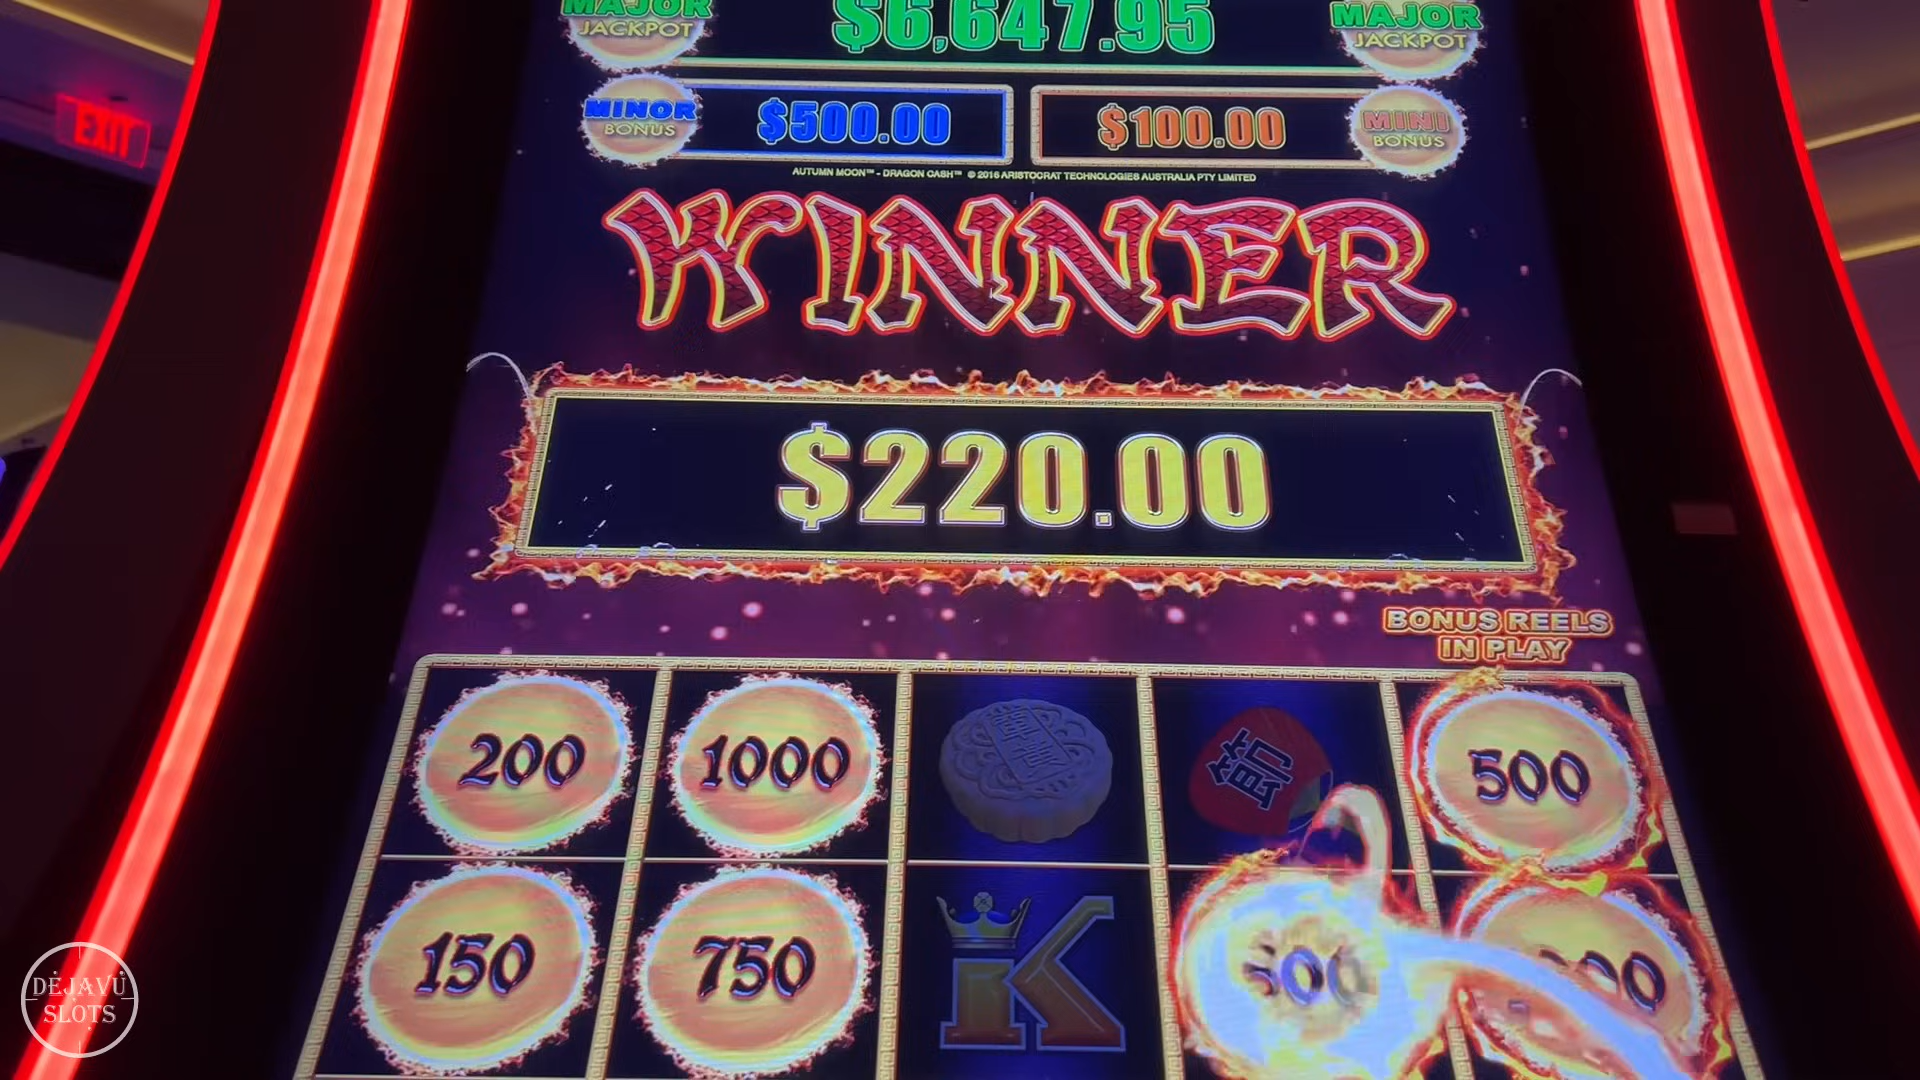 MAJOR
JACKPOT
$6,647.95
MAJOR
JACKPOT
MINOR
BONUS
$500.00
$100.00
MINI
BONUS
AUTUMN MOON™ - DRAGON CASH™ © 2016 ARISTOCRAT TECHNOLOGIES AUSTRALIA PTY LIMITED
EXIT
WINNER
$220.00
BONUS REELS
IN PLAY
200
1000
節
500
150
750
K
500
DEJAVU
SLOTS